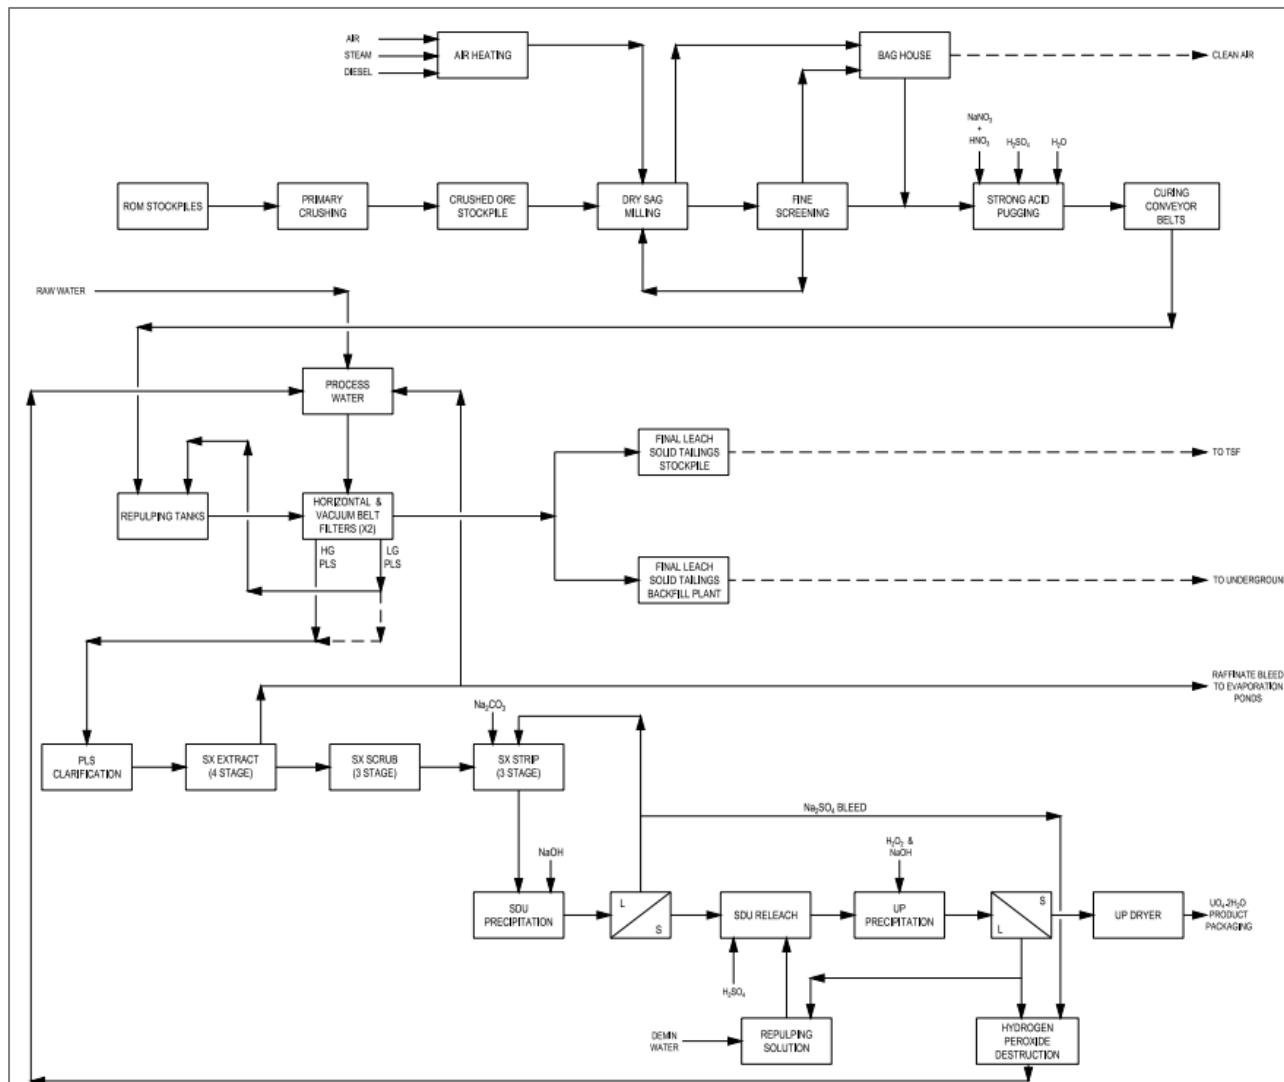 AIR
STEAM
DIESEL
AIR HEATING
BAG HOUSE
CLEAN AIR
NaNO₃
+
HNO₃
H₂SO₄
H₂O
ROM STOCKPILES
PRIMARY
CRUSHING
CRUSHED ORE
STOCKPILE
DRY SAG
MILLING
FINE
SCREENING
STRONG ACID
PUGGING
CURING
CONVEYOR
BELTS
RAW WATER
PROCESS
WATER
FINAL LEACH
SOLID TAILINGS
STOCKPILE
TO TSF
REPULPING TANKS
HORIZONTAL &
VACUUM BELT
FILTERS (X2)
HG
PLS
LG
PLS
FINAL LEACH
SOLID TAILINGS
BACKFILL PLANT
TO UNDERGROUND
RAFFINATE BLEED
TO EVAPORATION
PONDS
Na₂CO₃
PLS
CLARIFICATION
SX EXTRACT
(4 STAGE)
SX SCRUB
(3 STAGE)
SX STRIP
(3 STAGE)
Na₂SO₄ BLEED
NaOH
H₂O₂ &
NaOH
SDU
PRECIPITATION
L
S
SDU RELEACH
UP
PRECIPITATION
S
L
UP DRYER
UO₄.2H₂O
PRODUCT
PACKAGING
H₂SO₄
DEMIN
WATER
REPULPING
SOLUTION
HYDROGEN
PEROXIDE
DESTRUCTION